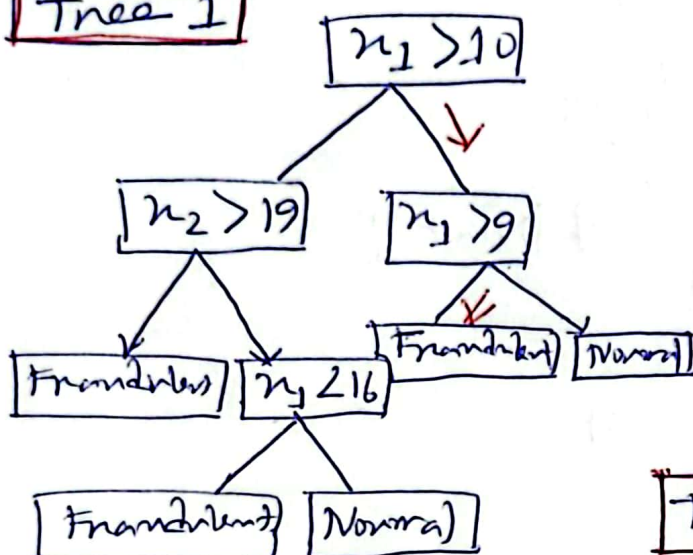 Tree 1
x₁ > 10
x₂ > 19
x₁ > 9
Fraudulent
x₁ < 16
Fraudulent
Normal
Fraudulent
Normal